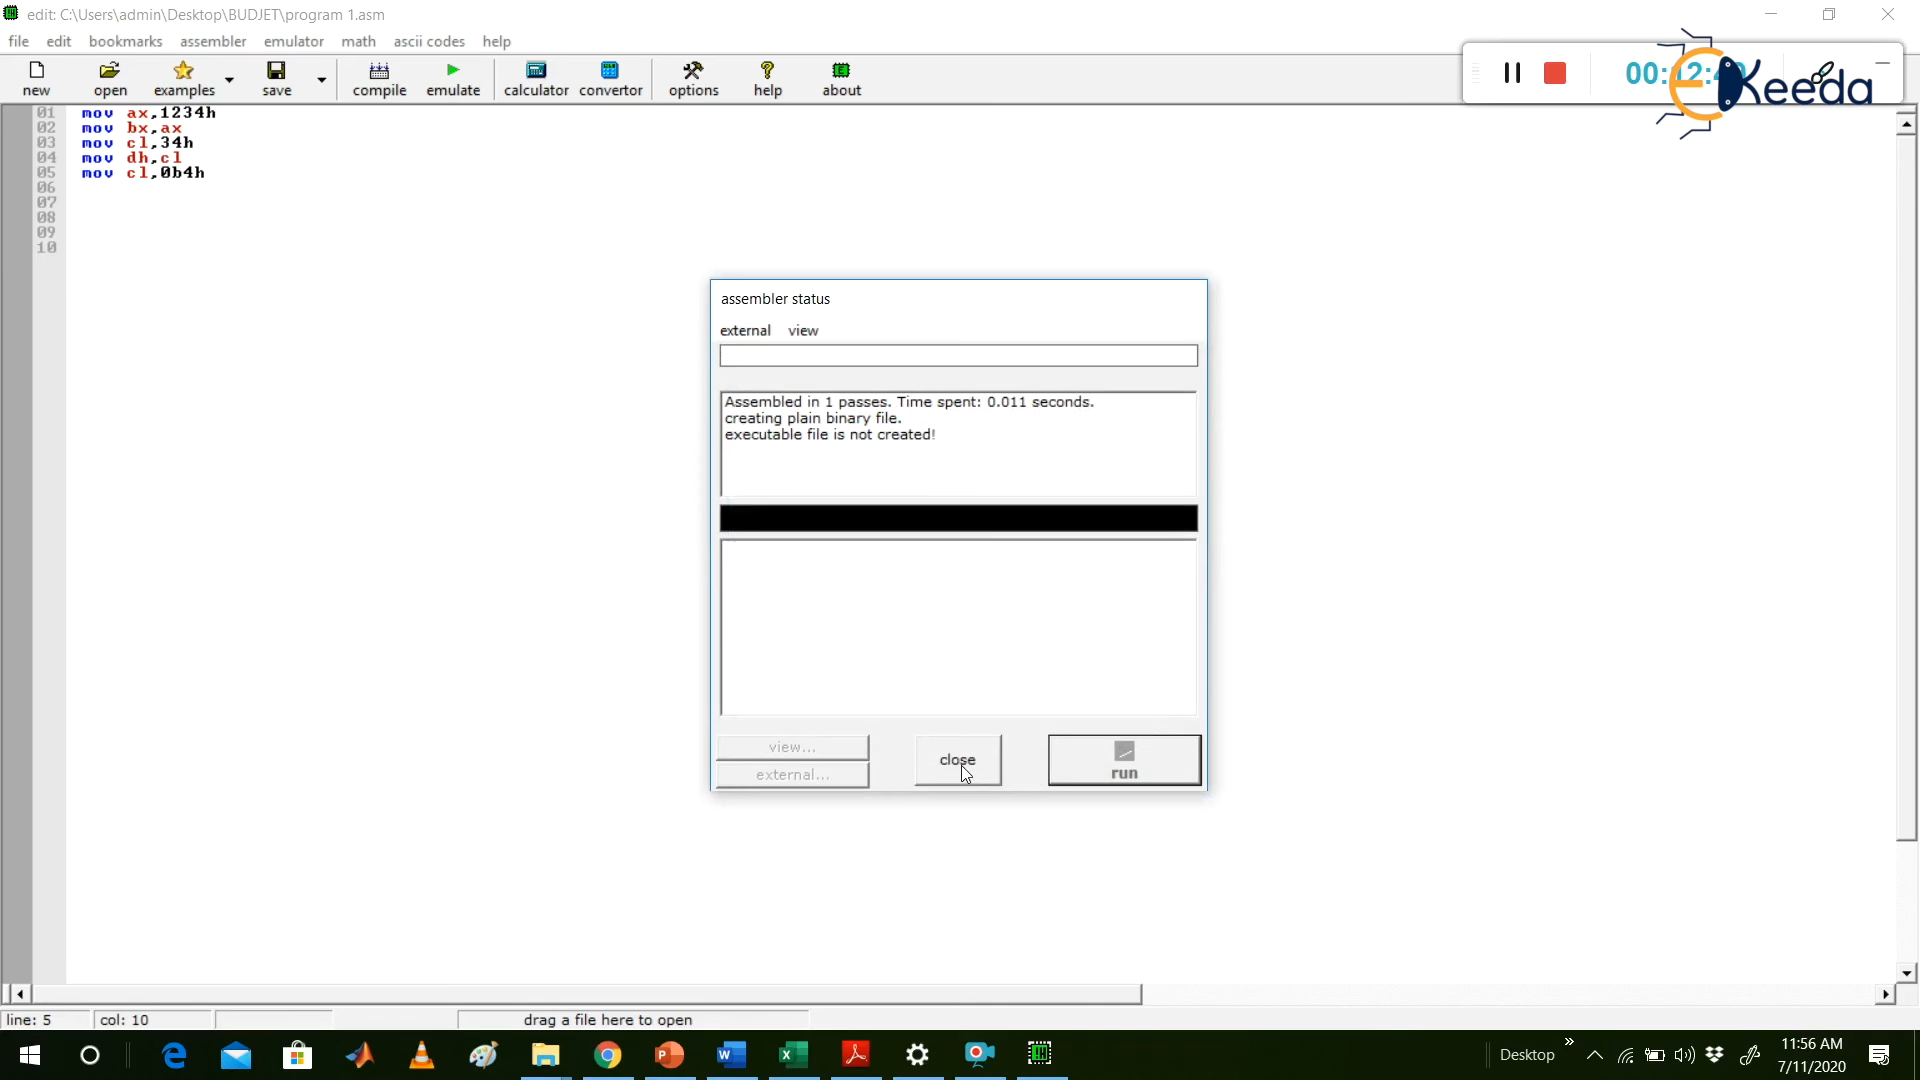 edit: C:\Users\admin\Desktop\BUDJET\program 1.asm
file edit bookmarks assembler emulator math ascii codes help
new open examples save compile emulate calculator convertor options help about
Keeda
01 mov ax,1234h
02 mov bx,ax
03 mov cl,34h
04 mov dh,cl
05 mov cl,0b4h
06
07
08
09
10
assembler status
external view
Assembled in 1 passes. Time spent: 0.011 seconds.
creating plain binary file.
executable file is not created!
view...
external...
close
run
line: 5
col: 10
drag a file here to open
Desktop
11:56 AM
7/11/2020